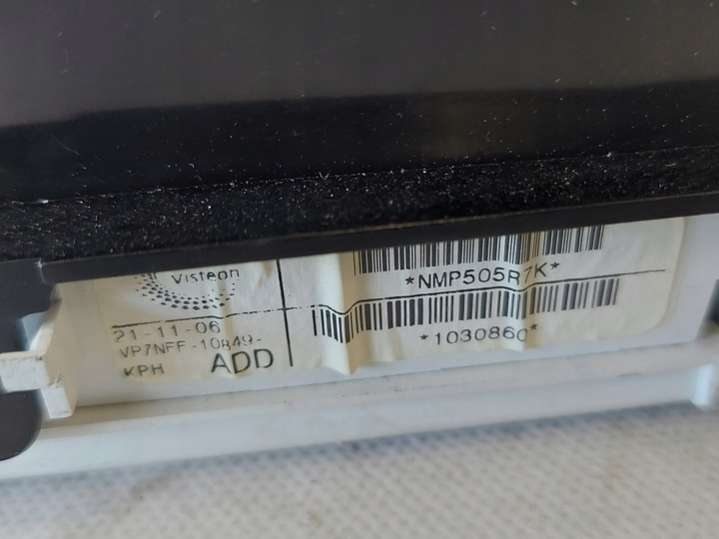 Visteon
21-11-06
VP7NFF-10849-
KPH ADD
*NMP505R7K*
*1030860*